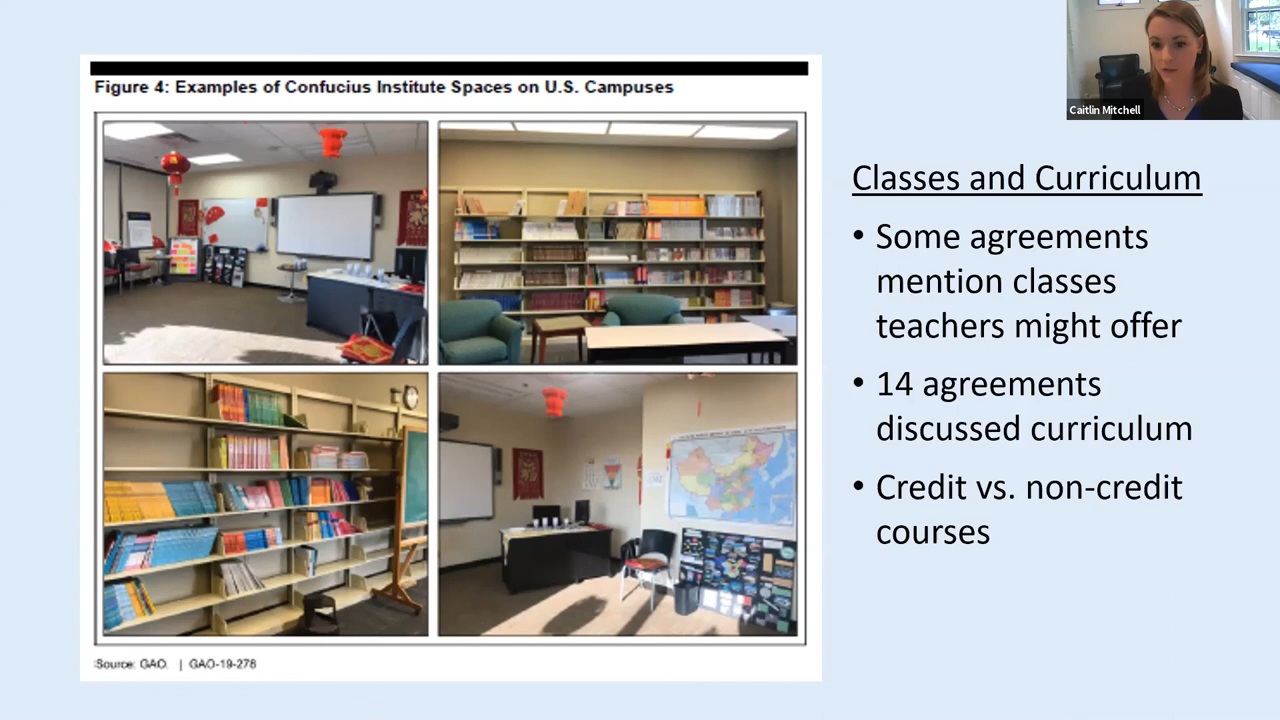 Figure 4: Examples of Confucius Institute Spaces on U.S. Campuses
Source: GAO. | GAO-19-278
Caitlin Mitchell
Classes and Curriculum
• Some agreements
mention classes
teachers might offer
• 14 agreements
discussed curriculum
• Credit vs. non-credit
courses